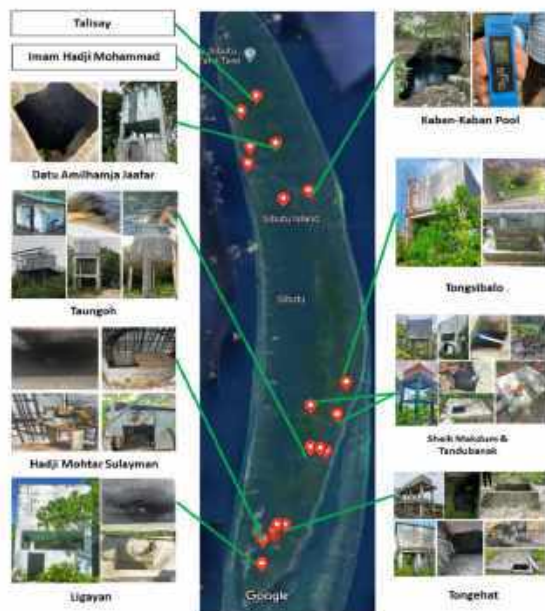 Talisay
Imam Hadji Mohammad
Datu Amilhamja Jaafar
Taungoh
Hadji Mohtar Sulayman
Ligayan
Sibutu
Sibutu Island
Sibutu
Google
Kaban-Kaban Pool
Tongsibalo
Sheik Makdum &
Tandubanak
Tongehat